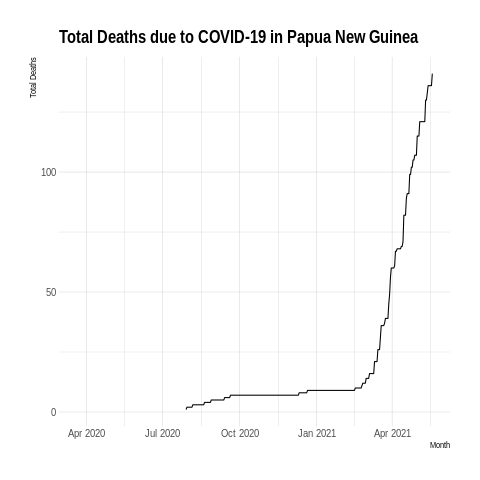 Total Deaths due to COVID-19 in Papua New Guinea
Total Deaths
100
50
0
Apr 2020 Jul 2020 Oct 2020 Jan 2021 Apr 2021
Month